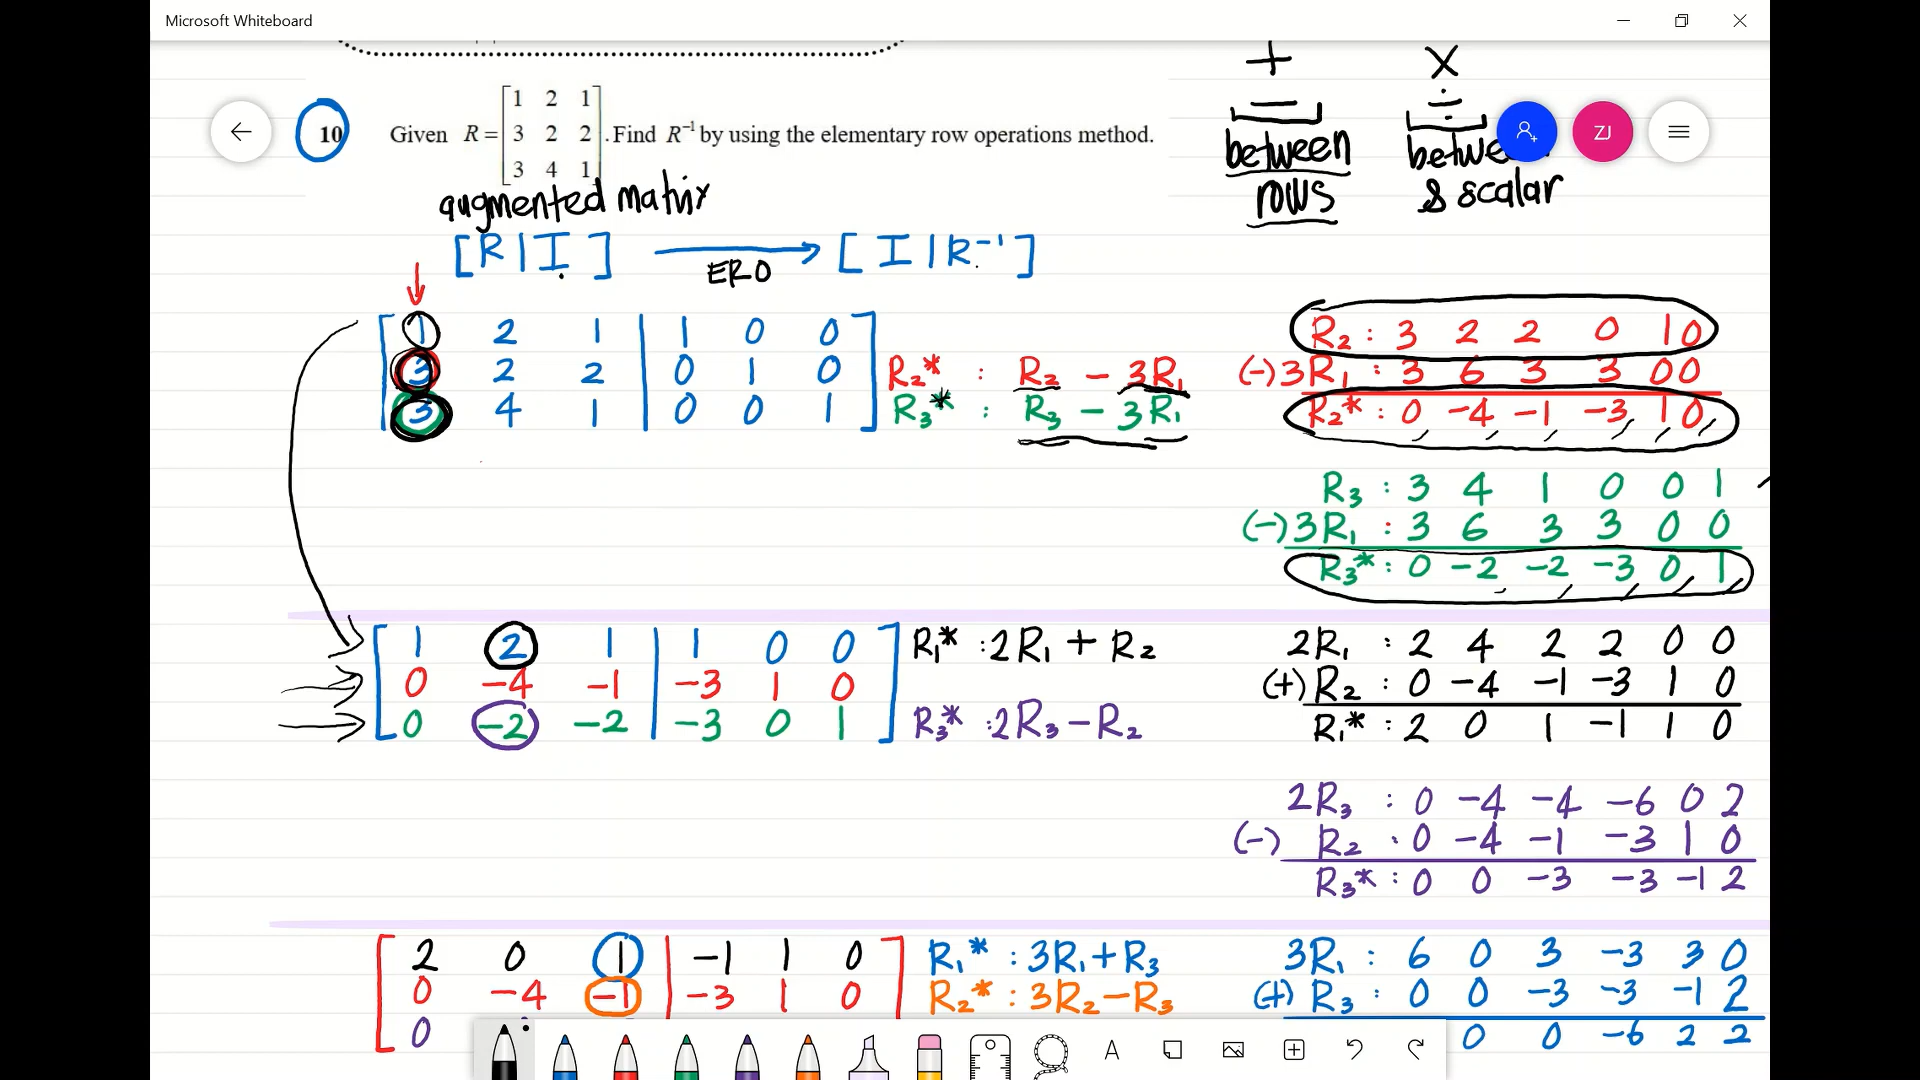 Microsoft Whiteboard
+ ×
÷
between betwe
rows & scalar
ZJ
10 Given R = [1 2 1
3 2 2
3 4 1]. Find R⁻¹ by using the elementary row operations method.
augmented matrix
[R | I] → [I | R⁻¹]
ERO
1 2 1 | 1 0 0
3 2 2 | 0 1 0 R₂* : R₂ − 3R₁
3 4 1 | 0 0 1 R₃* : R₃ − 3R₁
R₂ : 3 2 2 0 1 0
(−) 3R₁ : 3 6 3 3 0 0
R₂* : 0 −4 −1 −3 1 0
R₃ : 3 4 1 0 0 1
(−) 3R₁ : 3 6 3 3 0 0
R₃* : 0 −2 −2 −3 0 1
1 2 1 | 1 0 0 R₁* : 2R₁ + R₂
0 −4 −1 | −3 1 0
0 −2 −2 | −3 0 1 R₃* : 2R₃ − R₂
2R₁ : 2 4 2 2 0 0
(+) R₂ : 0 −4 −1 −3 1 0
R₁* : 2 0 1 −1 1 0
2R₃ : 0 −4 −4 −6 0 2
(−) R₂ : 0 −4 −1 −3 1 0
R₃* : 0 0 −3 −3 −1 2
2 0 1 | −1 1 0 R₁* : 3R₁ + R₃
0 −4 −1 | −3 1 0 R₂* : 3R₂ − R₃
0
3R₁ : 6 0 3 −3 3 0
(+) R₃ : 0 0 −3 −3 −1 2
0 0 −6 2 2
A